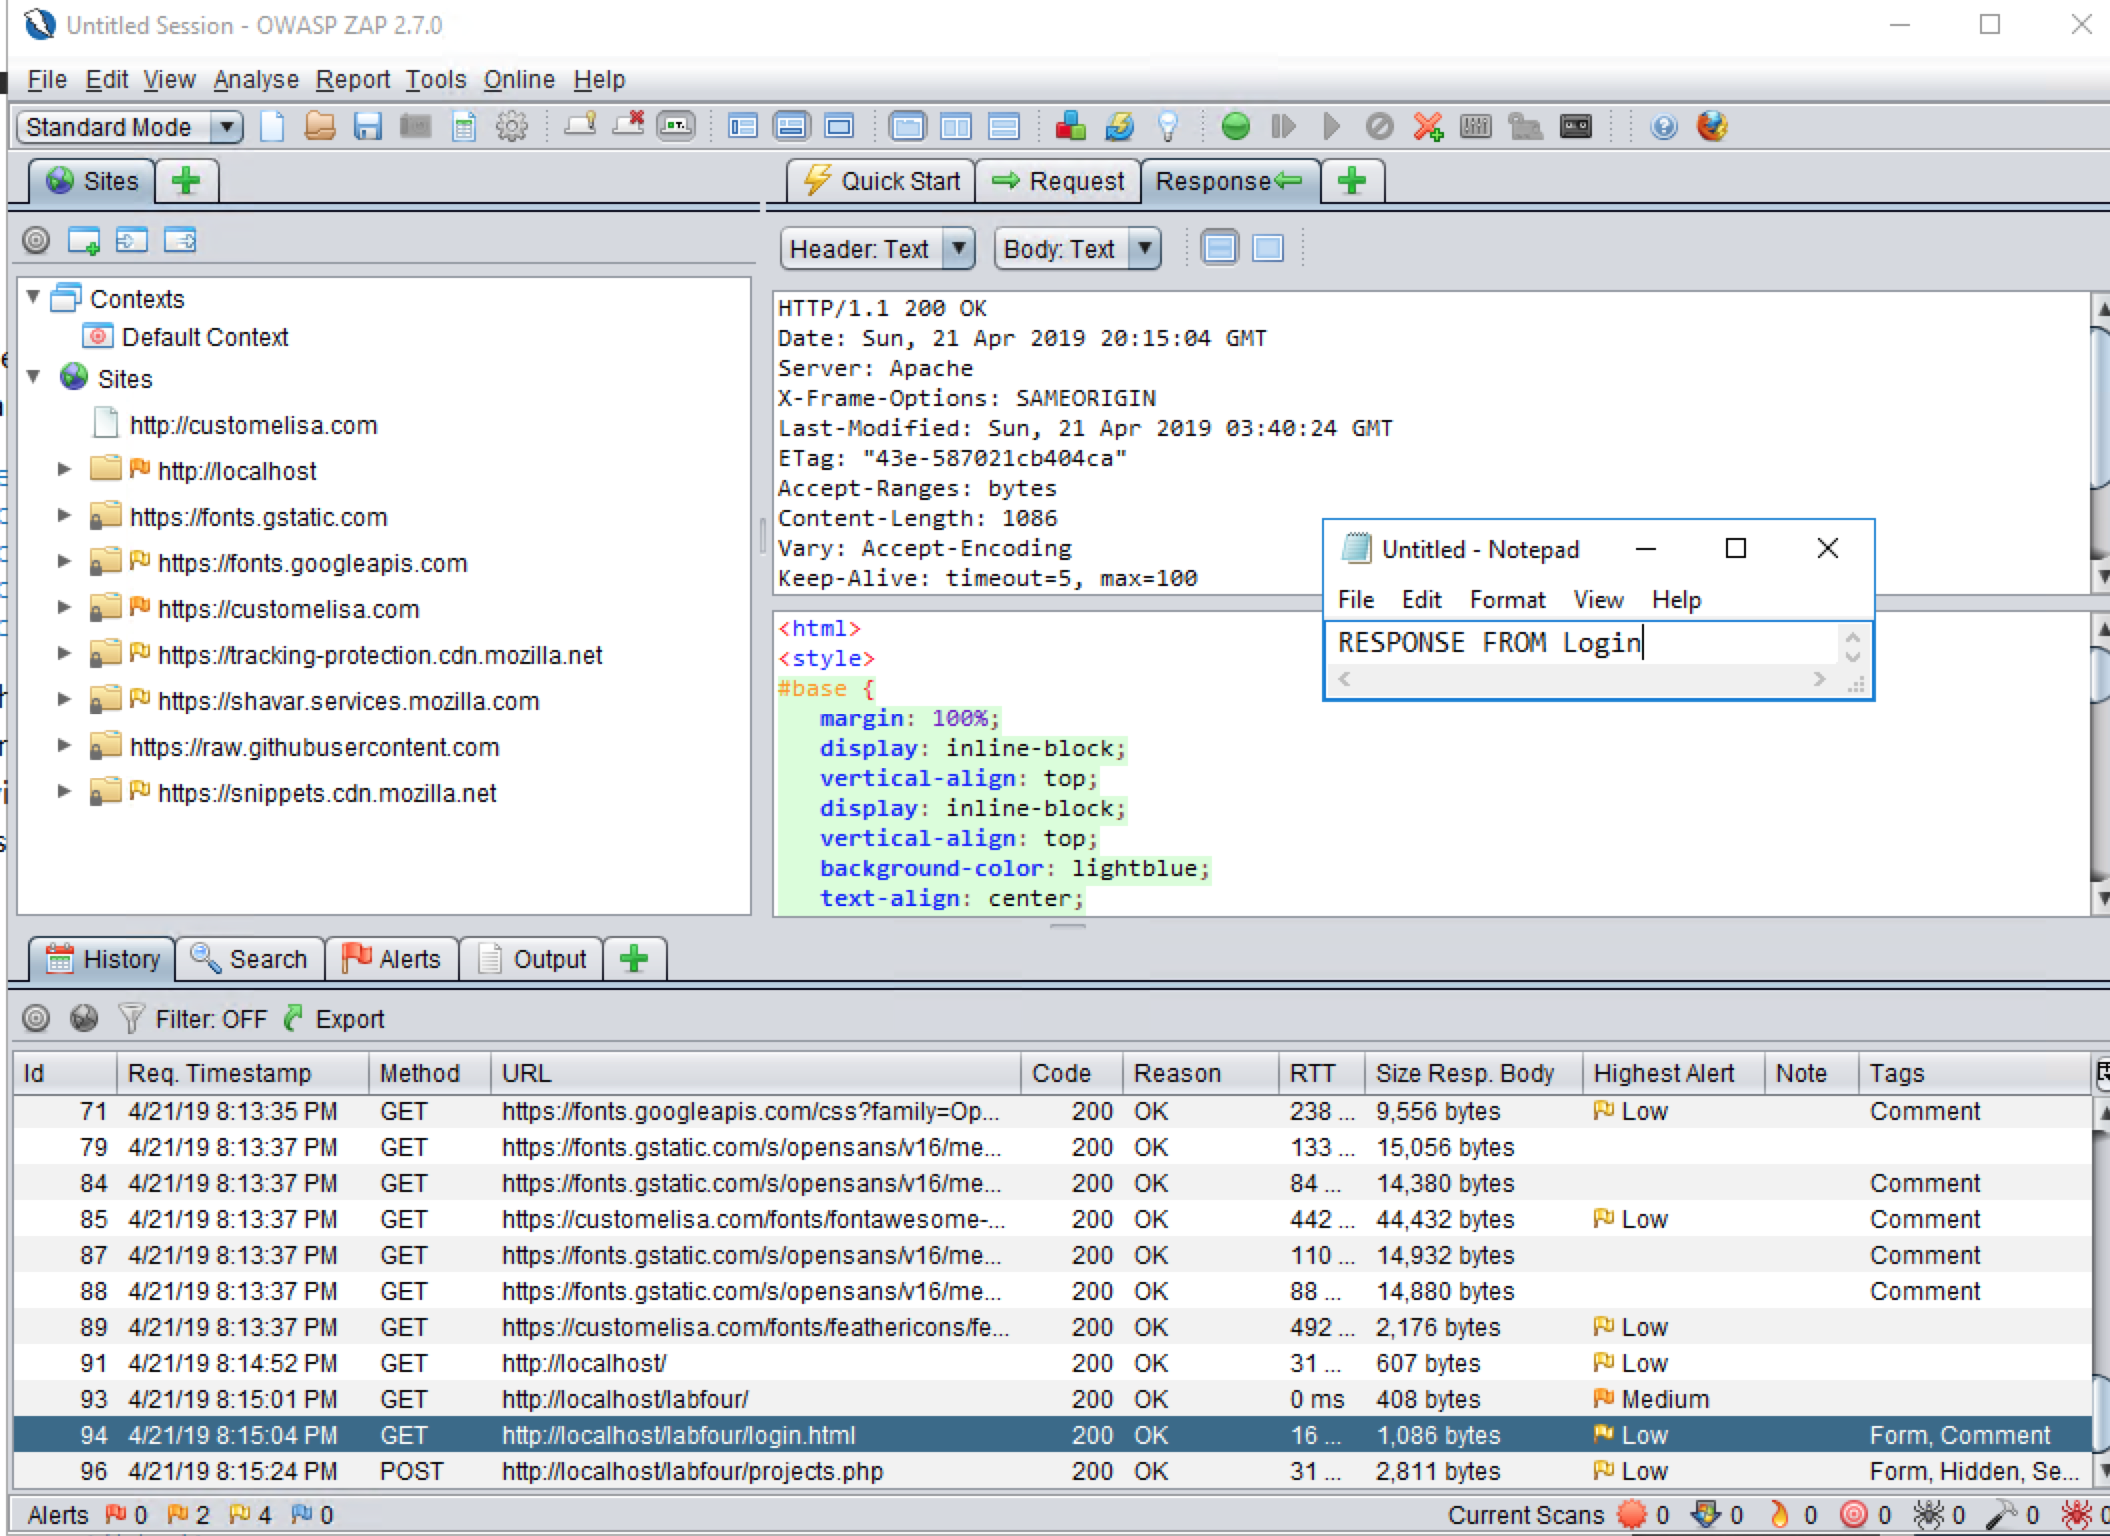 Untitled Session - OWASP ZAP 2.7.0
File Edit View Analyse Report Tools Online Help
Standard Mode
Sites
Quick Start Request Response
Header: Text Body: Text
Contexts
Default Context
Sites
http://customelisa.com
http://localhost
https://fonts.gstatic.com
https://fonts.googleapis.com
https://customelisa.com
https://tracking-protection.cdn.mozilla.net
https://shavar.services.mozilla.com
https://raw.githubusercontent.com
https://snippets.cdn.mozilla.net
HTTP/1.1 200 OK
Date: Sun, 21 Apr 2019 20:15:04 GMT
Server: Apache
X-Frame-Options: SAMEORIGIN
Last-Modified: Sun, 21 Apr 2019 03:40:24 GMT
ETag: "43e-587021cb404ca"
Accept-Ranges: bytes
Content-Length: 1086
Vary: Accept-Encoding
Keep-Alive: timeout=5, max=100
Untitled - Notepad
File Edit Format View Help
RESPONSE FROM Login
<html>
<style>
#base {
margin: 100%;
display: inline-block;
vertical-align: top;
display: inline-block;
vertical-align: top;
background-color: lightblue;
text-align: center;
History Search Alerts Output
Filter: OFF Export
Id Req. Timestamp Method URL Code Reason RTT Size Resp. Body Highest Alert Note Tags
71 4/21/19 8:13:35 PM GET https://fonts.googleapis.com/css?family=Op... 200 OK 238 ... 9,556 bytes Low Comment
79 4/21/19 8:13:37 PM GET https://fonts.gstatic.com/s/opensans/v16/me... 200 OK 133 ... 15,056 bytes
84 4/21/19 8:13:37 PM GET https://fonts.gstatic.com/s/opensans/v16/me... 200 OK 84 ... 14,380 bytes Comment
85 4/21/19 8:13:37 PM GET https://customelisa.com/fonts/fontawesome-... 200 OK 442 ... 44,432 bytes Low Comment
87 4/21/19 8:13:37 PM GET https://fonts.gstatic.com/s/opensans/v16/me... 200 OK 110 ... 14,932 bytes Comment
88 4/21/19 8:13:37 PM GET https://fonts.gstatic.com/s/opensans/v16/me... 200 OK 88 ... 14,880 bytes Comment
89 4/21/19 8:13:37 PM GET https://customelisa.com/fonts/feathericons/fe... 200 OK 492 ... 2,176 bytes Low
91 4/21/19 8:14:52 PM GET http://localhost/ 200 OK 31 ... 607 bytes Low
93 4/21/19 8:15:01 PM GET http://localhost/labfour/ 200 OK 0 ms 408 bytes Medium
94 4/21/19 8:15:04 PM GET http://localhost/labfour/login.html 200 OK 16 ... 1,086 bytes Low Form, Comment
96 4/21/19 8:15:24 PM POST http://localhost/labfour/projects.php 200 OK 31 ... 2,811 bytes Low Form, Hidden, Se...
Alerts 0 2 4 0 Current Scans 0 0 0 0 0 0 0